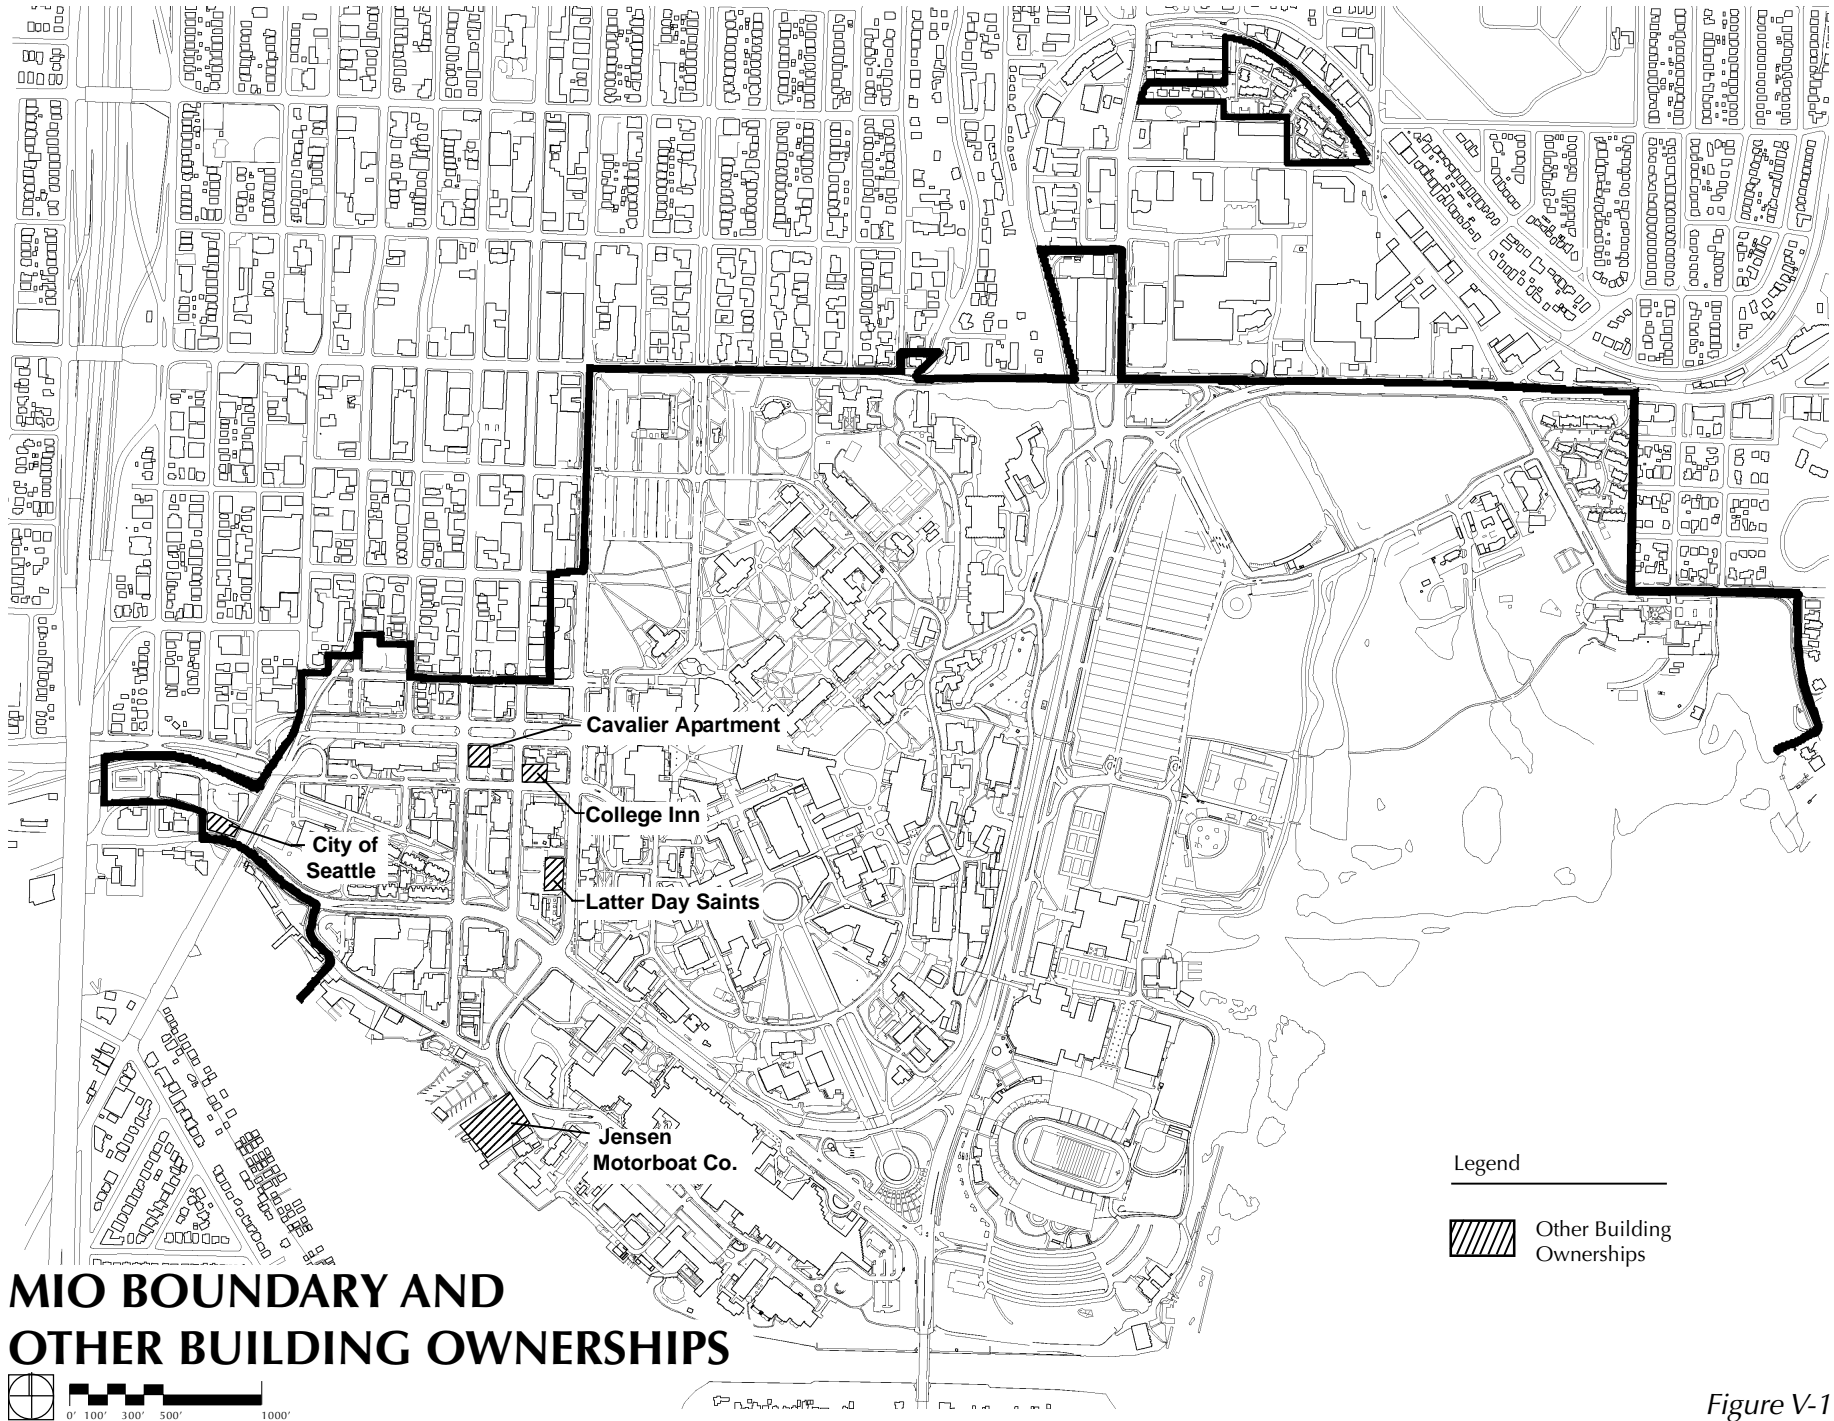 Cavalier Apartment
College Inn
City of
Seattle
Latter Day Saints
Jensen
Motorboat Co.
Legend
Other Building
Ownerships
MIO BOUNDARY AND
OTHER BUILDING OWNERSHIPS
0' 100' 300' 500' 1000'
Figure V-1